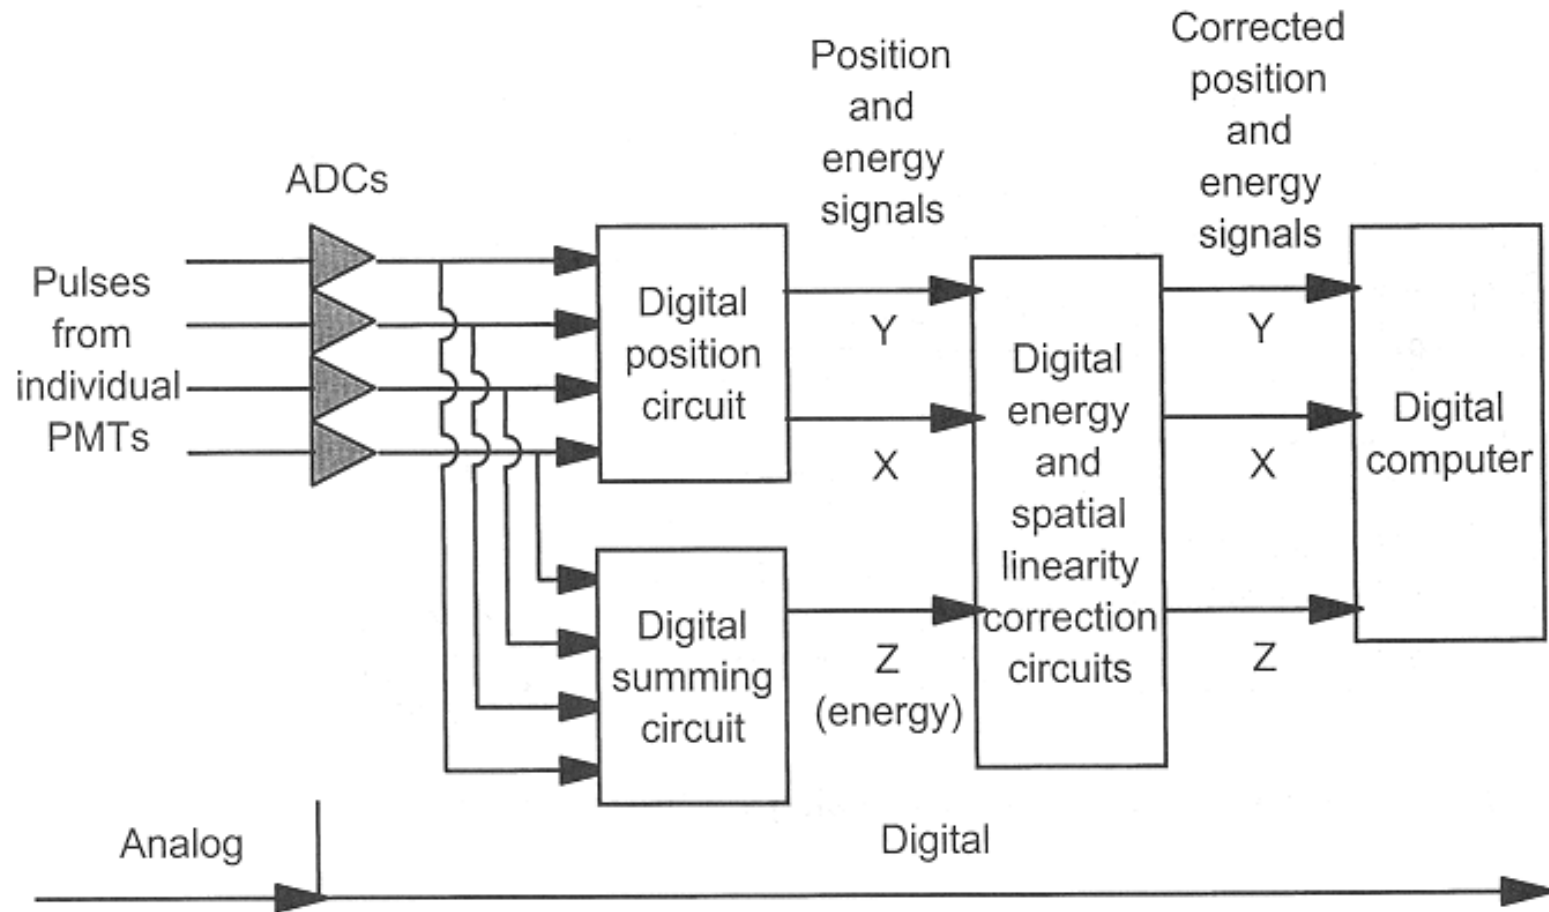 Corrected
position
and
energy
signals
Position
and
energy
signals
ADCs
Pulses
from
individual
PMTs
Digital
position
circuit
Y
X
Digital
summing
circuit
Z
(energy)
Digital
energy
and
spatial
linearity
correction
circuits
Y
X
Z
Digital
computer
Analog
Digital